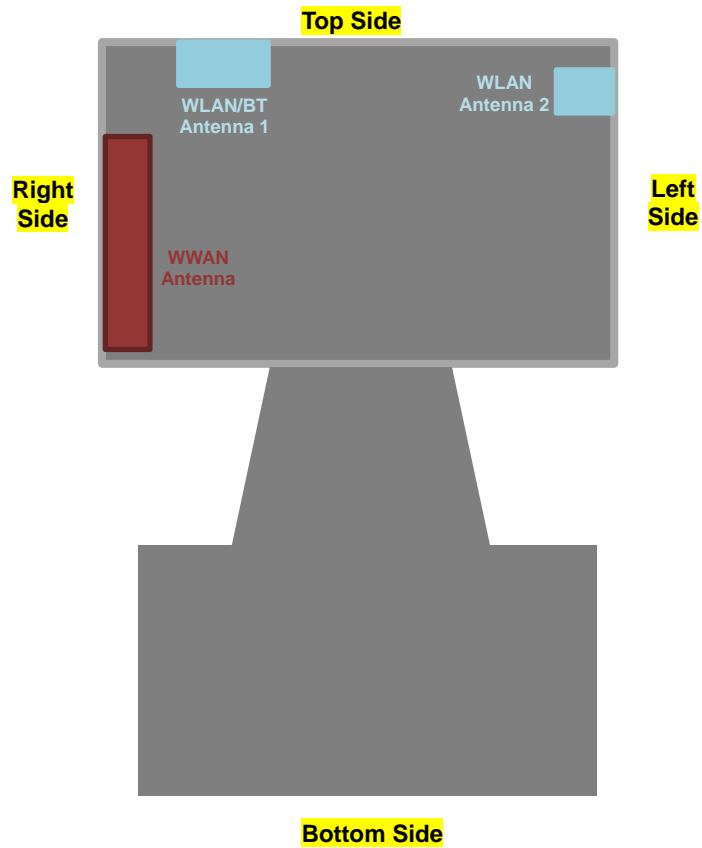 Top Side
WLAN/BT
Antenna 1
WLAN
Antenna 2
Right
Side
Left
Side
WWAN
Antenna
Bottom Side